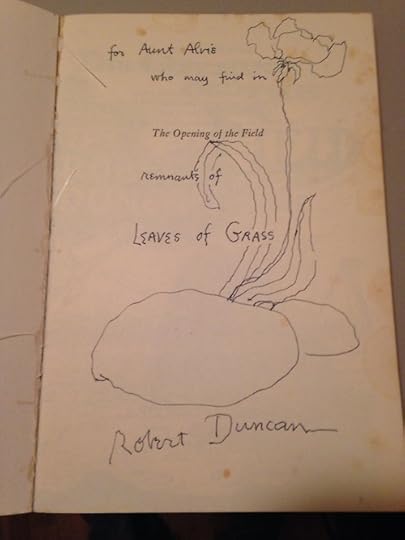 for Aunt Alvie
who may find in
The Opening of the Field
remnants of
LEAVES of GRASS
Robert Duncan